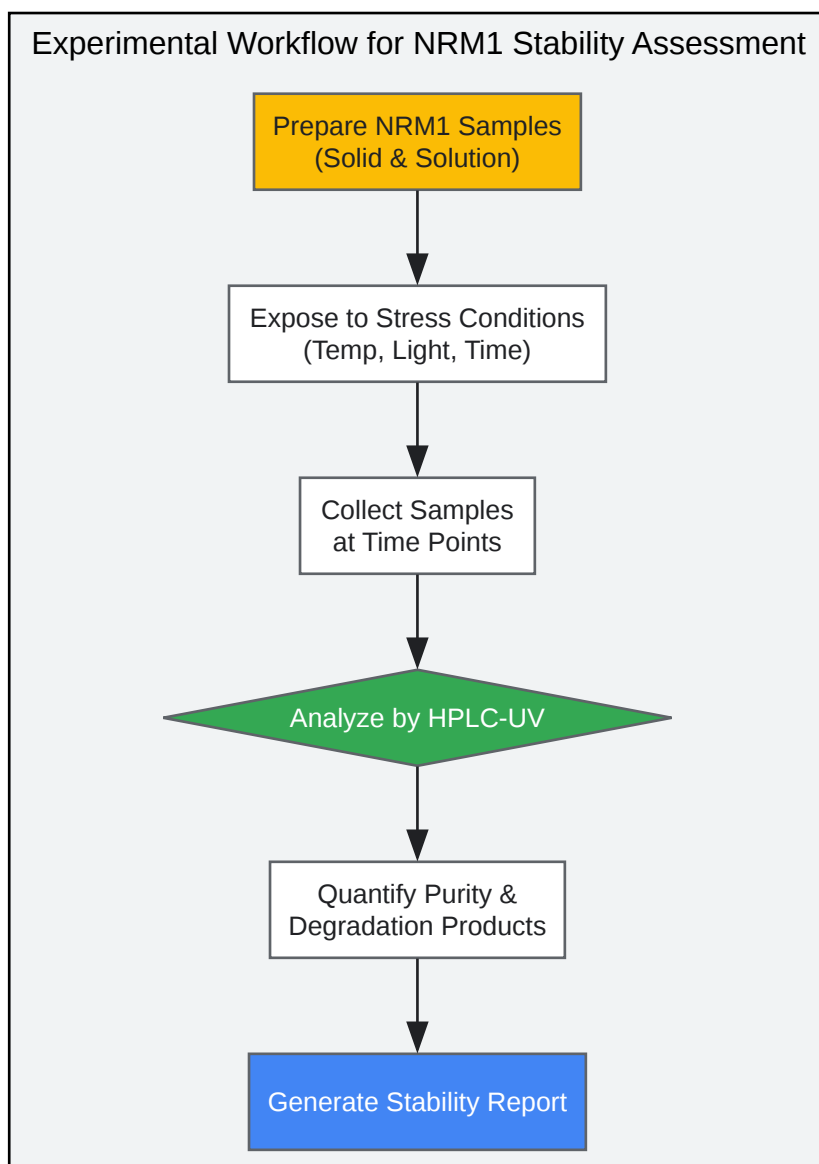 Experimental Workflow for NRM1 Stability Assessment
Prepare NRM1 Samples
(Solid & Solution)
Expose to Stress Conditions
(Temp, Light, Time)
Collect Samples
at Time Points
Analyze by HPLC-UV
Quantify Purity &
Degradation Products
Generate Stability Report